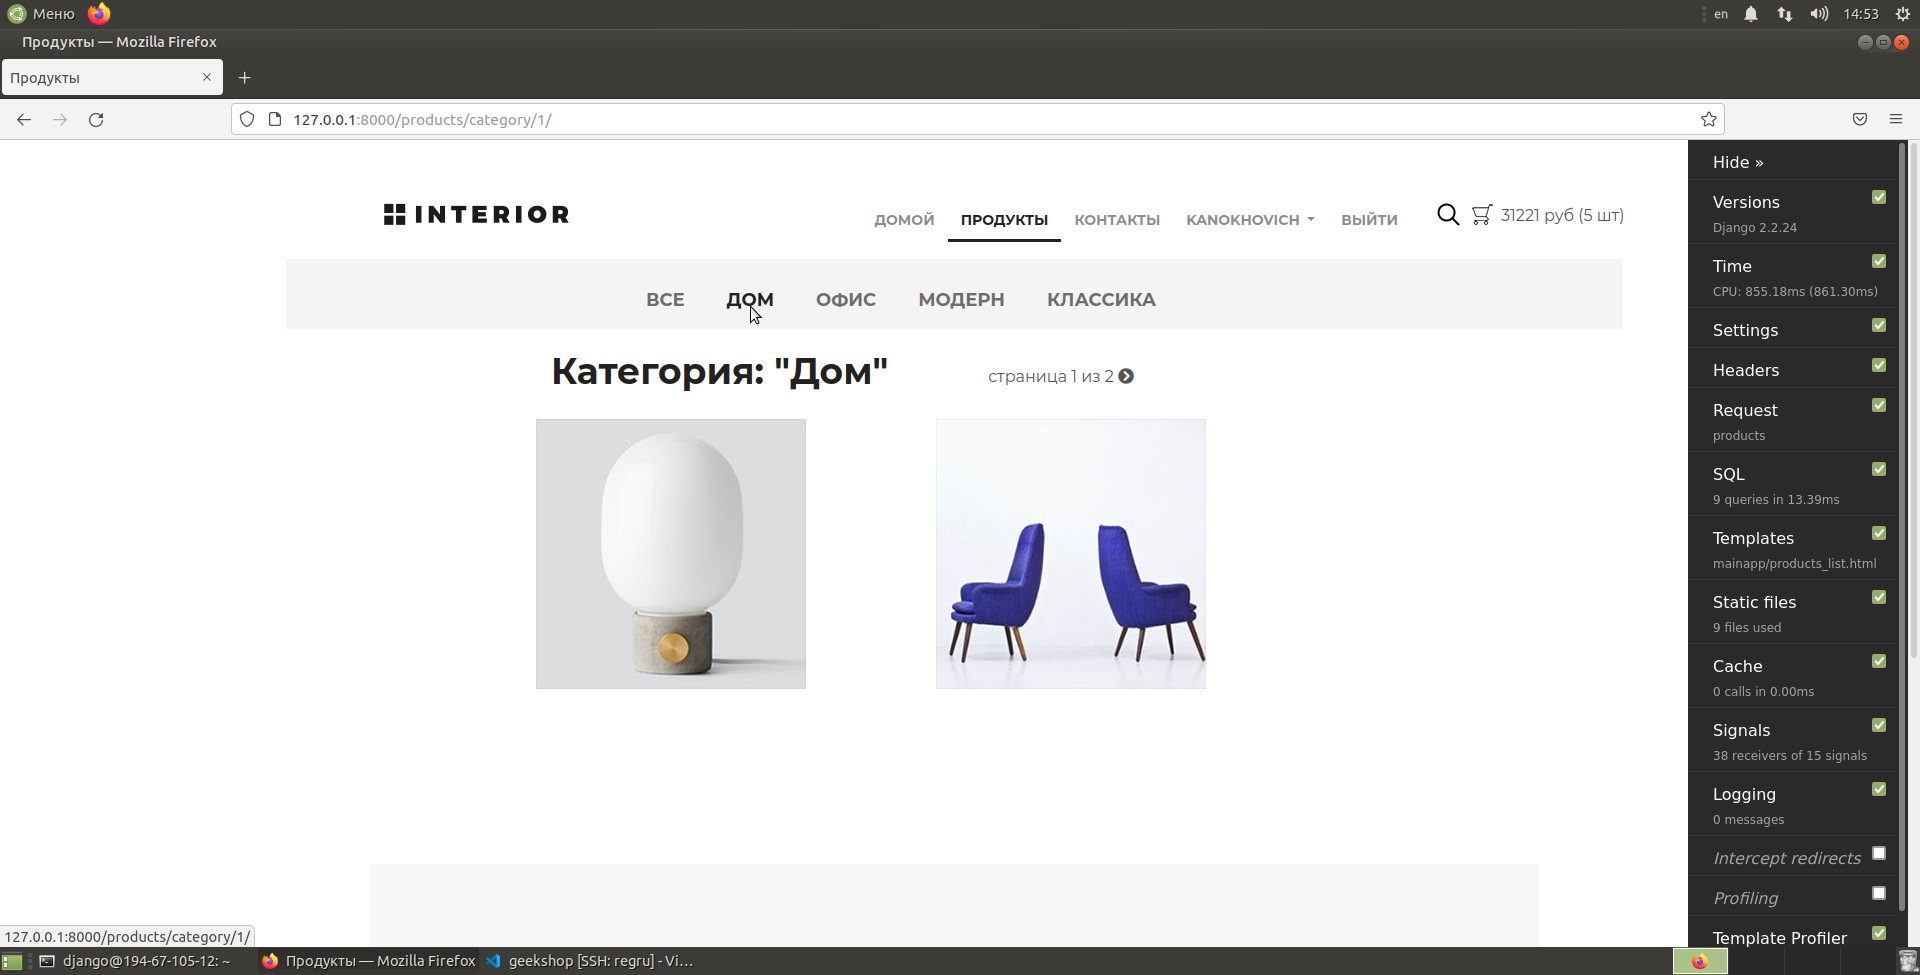 Меню
en
14:53
Продукты — Mozilla Firefox
Продукты
127.0.0.1:8000/products/category/1/
INTERIOR
ДОМОЙ ПРОДУКТЫ КОНТАКТЫ KANOKHOVICH ВЫЙТИ
31221 руб (5 шт)
ВСЕ ДОМ ОФИС МОДЕРН КЛАССИКА
Категория: "Дом"
страница 1 из 2
Hide »
Versions
Django 2.2.24
Time
CPU: 855.18ms (861.30ms)
Settings
Headers
Request
products
SQL
9 queries in 13.39ms
Templates
mainapp/products_list.html
Static files
9 files used
Cache
0 calls in 0.00ms
Signals
38 receivers of 15 signals
Logging
0 messages
Intercept redirects
Profiling
Template Profiler
127.0.0.1:8000/products/category/1/
django@194-67-105-12: ~
Продукты — Mozilla Firefox
geekshop [SSH: regru] - Vi...